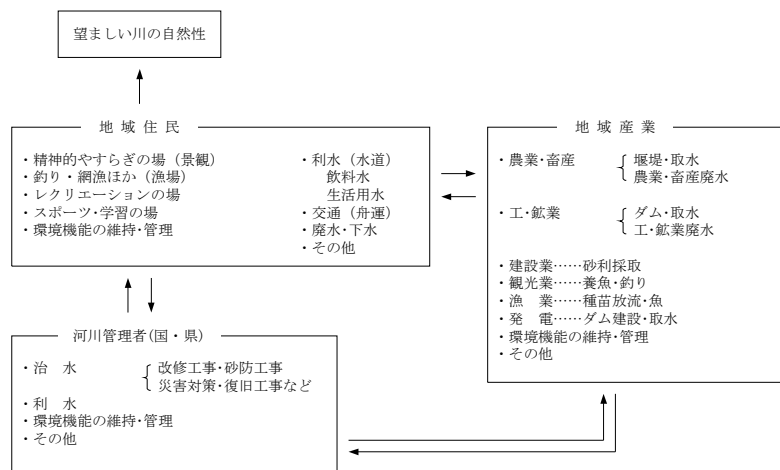 望ましい川の自然性
地 域 住 民
・精神的やすらぎの場（景観）
・釣り・網漁ほか（漁場）
・レクリエーションの場
・スポーツ・学習の場
・環境機能の維持・管理
・利水（水道）
飲料水
生活用水
・交通（舟運）
・廃水・下水
・その他
地 域 産 業
・農業・畜産
堰堤・取水
農業・畜産廃水
・工・鉱業
ダム・取水
工・鉱業廃水
・建設業……砂利採取
・観光業……養魚・釣り
・漁　業……種苗放流・魚
・発　電……ダム建設・取水
・環境機能の維持・管理
・その他
河川管理者(国・県)
・治　水
改修工事・砂防工事
災害対策・復旧工事など
・利　水
・環境機能の維持・管理
・その他